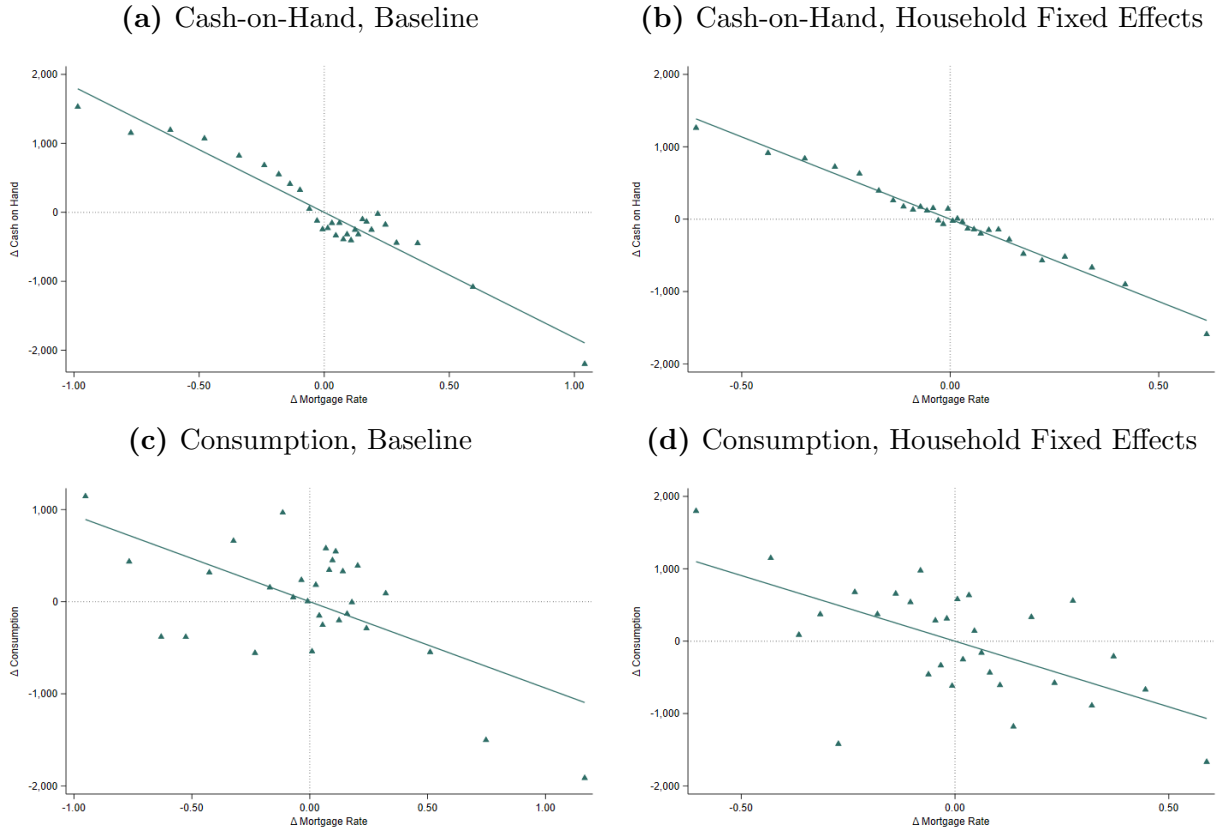 (a) Cash-on-Hand, Baseline
2,000
1,000
0
-1,000
-2,000
Δ Cash on Hand
-1.00 -0.50 0.00 0.50 1.00
Δ Mortgage Rate
(b) Cash-on-Hand, Household Fixed Effects
2,000
1,000
0
-1,000
-2,000
Δ Cash on Hand
-0.50 0.00 0.50
Δ Mortgage Rate
(c) Consumption, Baseline
1,000
0
-1,000
-2,000
Δ Consumption
-1.00 -0.50 0.00 0.50 1.00
Δ Mortgage Rate
(d) Consumption, Household Fixed Effects
2,000
1,000
0
-1,000
-2,000
Δ Consumption
-0.50 0.00 0.50
Δ Mortgage Rate